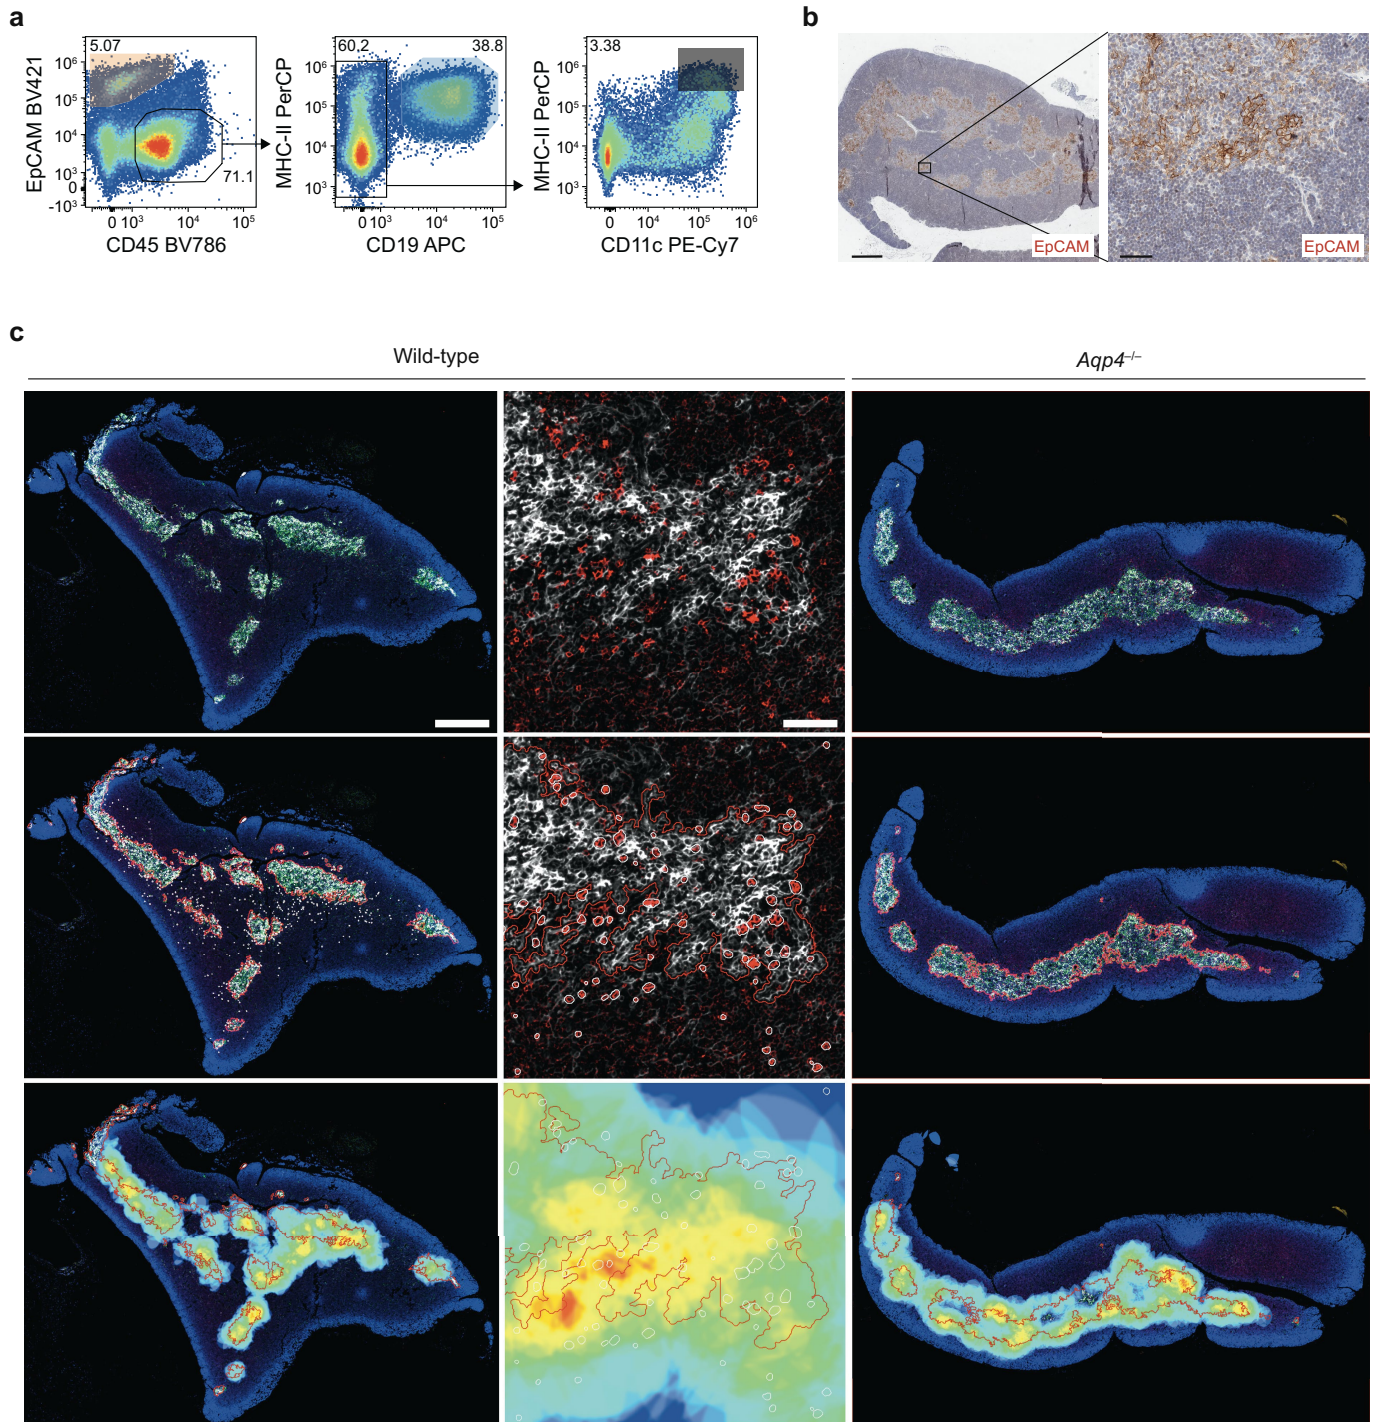 a
5.07
71.1
EpCAM BV421
10⁶
10⁵
10⁴
10³
0
-10³
0 10³ 10⁴ 10⁵
CD45 BV786
60.2 38.8
MHC-II PerCP
10⁶
10⁵
10⁴
10³
0 10³ 10⁴ 10⁵
CD19 APC
3.38
MHC-II PerCP
10⁶
10⁵
10⁴
10³
0 10⁴ 10⁵ 10⁶
CD11c PE-Cy7
b
EpCAM
EpCAM
c
Wild-type
Aqp4⁻/⁻